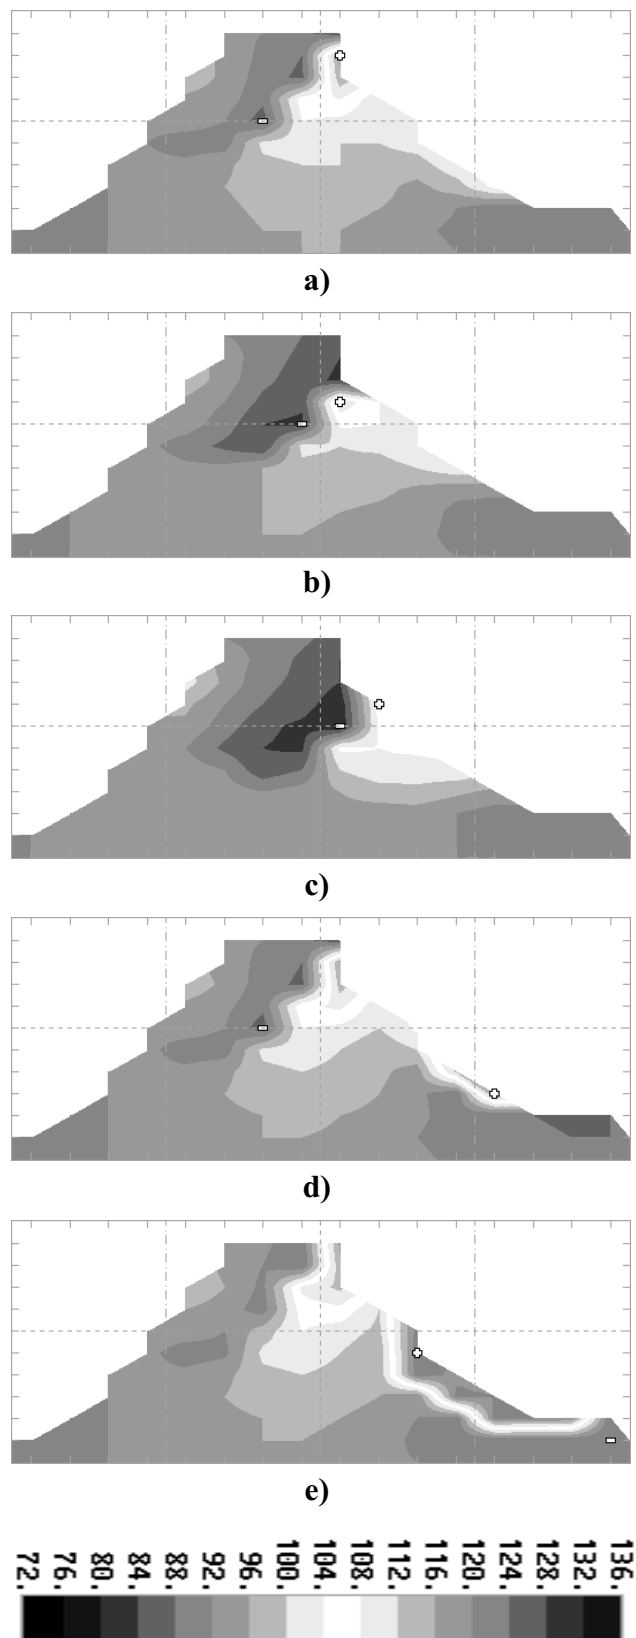 a)
b)
c)
d)
e)
72. 76. 80. 84. 88. 92. 96. 100. 104. 108. 112. 116. 120. 124. 128. 132. 136.